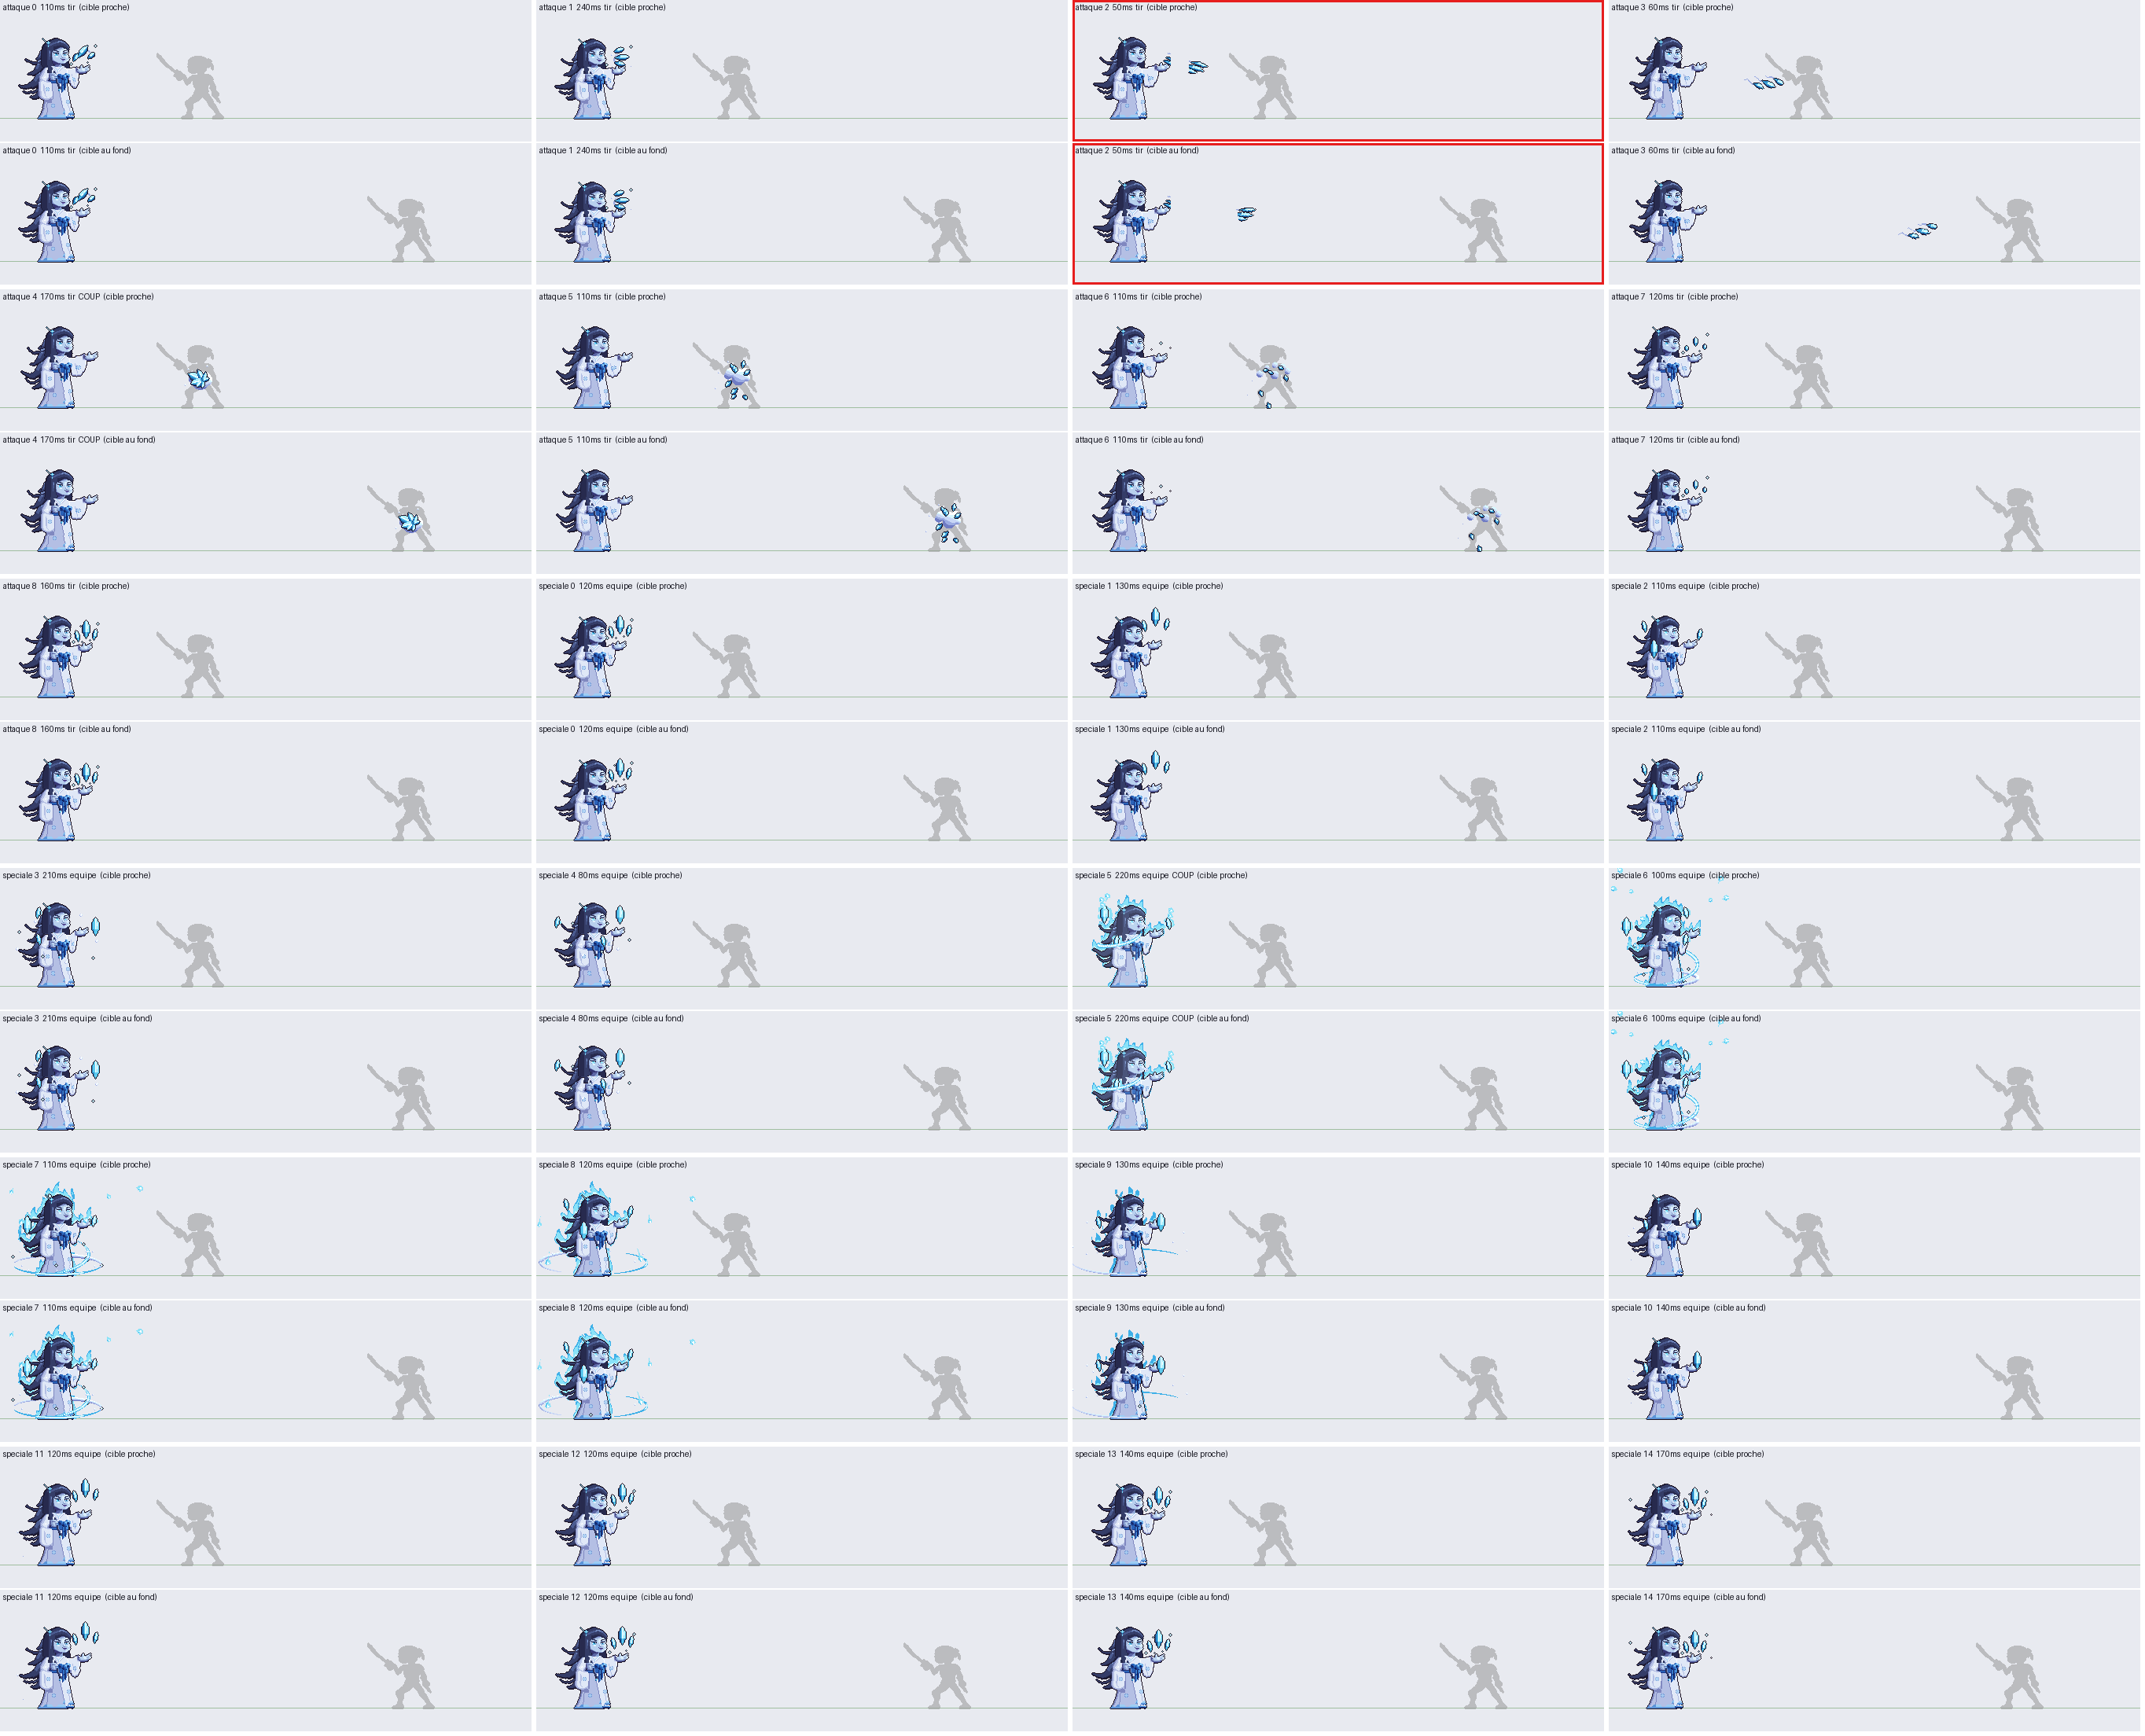 attaque 0 110ms tir (cible proche)
attaque 1 240ms tir (cible proche)
attaque 2 50ms tir (cible proche)
attaque 3 60ms tir (cible proche)
attaque 0 110ms tir (cible au fond)
attaque 1 240ms tir (cible au fond)
attaque 2 50ms tir (cible au fond)
attaque 3 60ms tir (cible au fond)
attaque 4 170ms tir COUP (cible proche)
attaque 5 110ms tir (cible proche)
attaque 6 110ms tir (cible proche)
attaque 7 120ms tir (cible proche)
attaque 4 170ms tir COUP (cible au fond)
attaque 5 110ms tir (cible au fond)
attaque 6 110ms tir (cible au fond)
attaque 7 120ms tir (cible au fond)
attaque 8 160ms tir (cible proche)
speciale 0 120ms equipe (cible proche)
speciale 1 130ms equipe (cible proche)
speciale 2 110ms equipe (cible proche)
attaque 8 160ms tir (cible au fond)
speciale 0 120ms equipe (cible au fond)
speciale 1 130ms equipe (cible au fond)
speciale 2 110ms equipe (cible au fond)
speciale 3 210ms equipe (cible proche)
speciale 4 80ms equipe (cible proche)
speciale 5 220ms equipe COUP (cible proche)
speciale 6 100ms equipe (cible proche)
speciale 3 210ms equipe (cible au fond)
speciale 4 80ms equipe (cible au fond)
speciale 5 220ms equipe COUP (cible au fond)
speciale 6 100ms equipe (cible au fond)
speciale 7 110ms equipe (cible proche)
speciale 8 120ms equipe (cible proche)
speciale 9 130ms equipe (cible proche)
speciale 10 140ms equipe (cible proche)
speciale 7 110ms equipe (cible au fond)
speciale 8 120ms equipe (cible au fond)
speciale 9 130ms equipe (cible au fond)
speciale 10 140ms equipe (cible au fond)
speciale 11 120ms equipe (cible proche)
speciale 12 120ms equipe (cible proche)
speciale 13 140ms equipe (cible proche)
speciale 14 170ms equipe (cible proche)
speciale 11 120ms equipe (cible au fond)
speciale 12 120ms equipe (cible au fond)
speciale 13 140ms equipe (cible au fond)
speciale 14 170ms equipe (cible au fond)